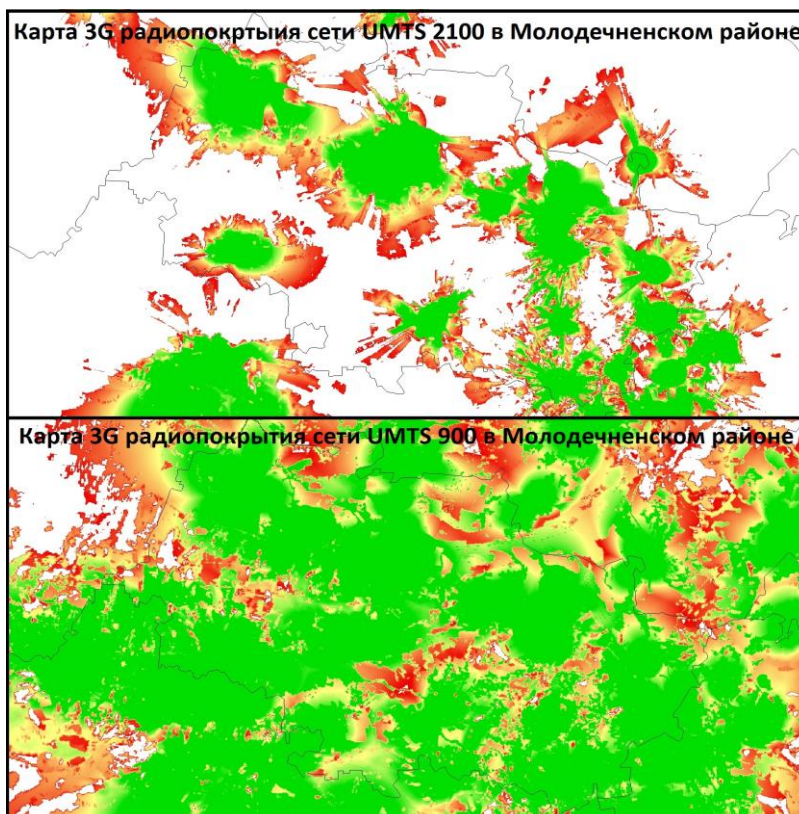 Карта 3G радиопокртыия сети UMTS 2100 в Молодечненском районе
Карта 3G радиопокрытия сети UMTS 900 в Молодечненском районе